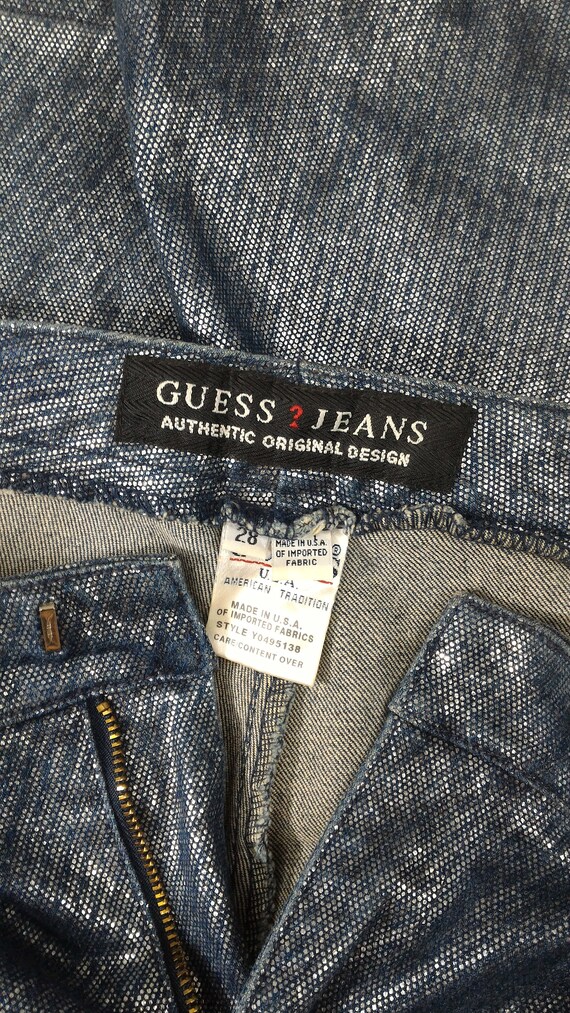 GUESS ? JEANS
AUTHENTIC ORIGINAL DESIGN
28
MADE IN U.S.A.
OF IMPORTED
FABRIC
®
U.S.A.
AMERICAN TRADITION
MADE IN U.S.A.
OF IMPORTED FABRICS
STYLE Y0495138
CARE CONTENT OVER